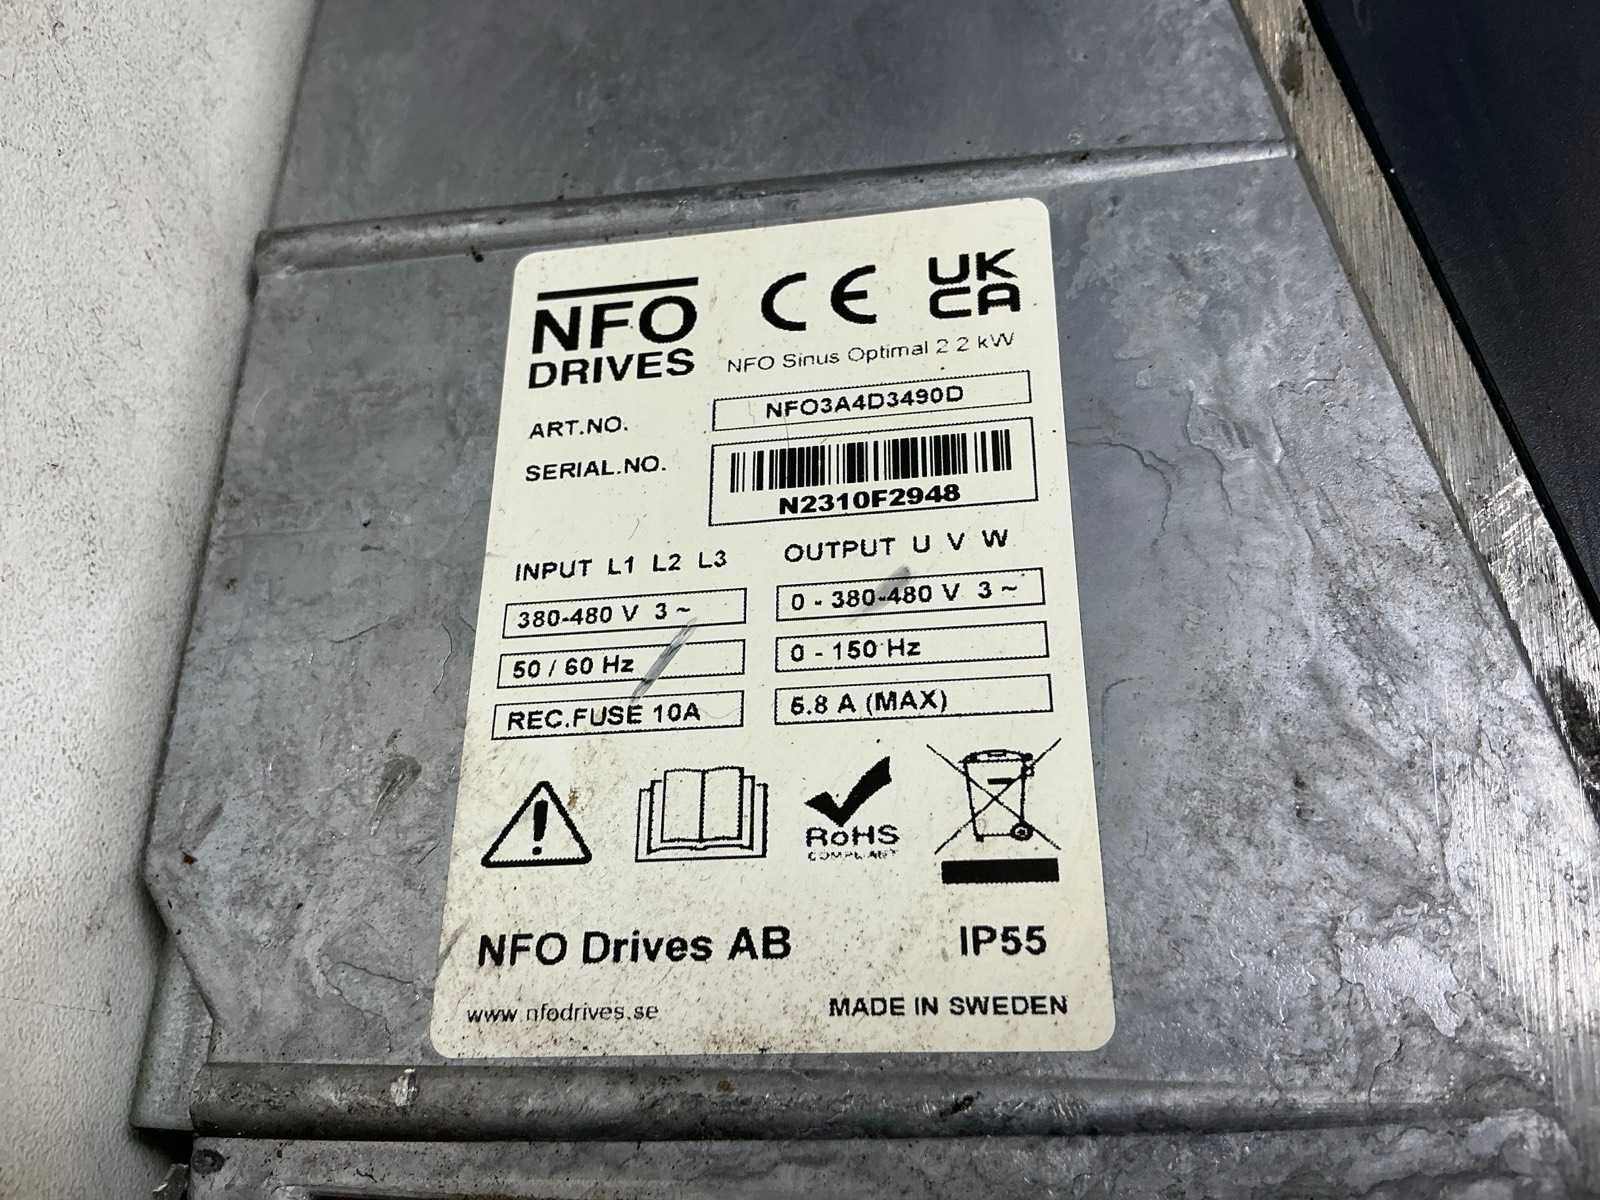 NFO
DRIVES
CE
UK
CA
NFO Sinus Optimal 2.2 kW
ART.NO.
NFO3A4D3490D
SERIAL.NO.
N2310F2948
INPUT L1 L2 L3
OUTPUT U V W
380-480 V 3 ~
0 - 380-480 V 3 ~
50 / 60 Hz
0 - 150 Hz
REC.FUSE 10A
5.8 A (MAX)
RoHS
COMPLIANT
NFO Drives AB
IP55
www.nfodrives.se
MADE IN SWEDEN